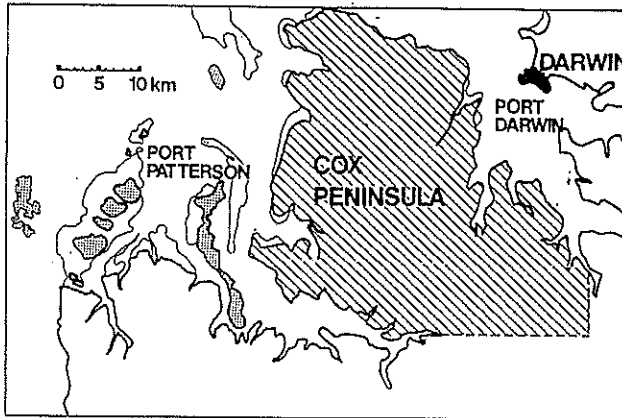 DARWIN
0 5 10 km
PORT
DARWIN
PORT
PATTERSON
COX
PENINSULA